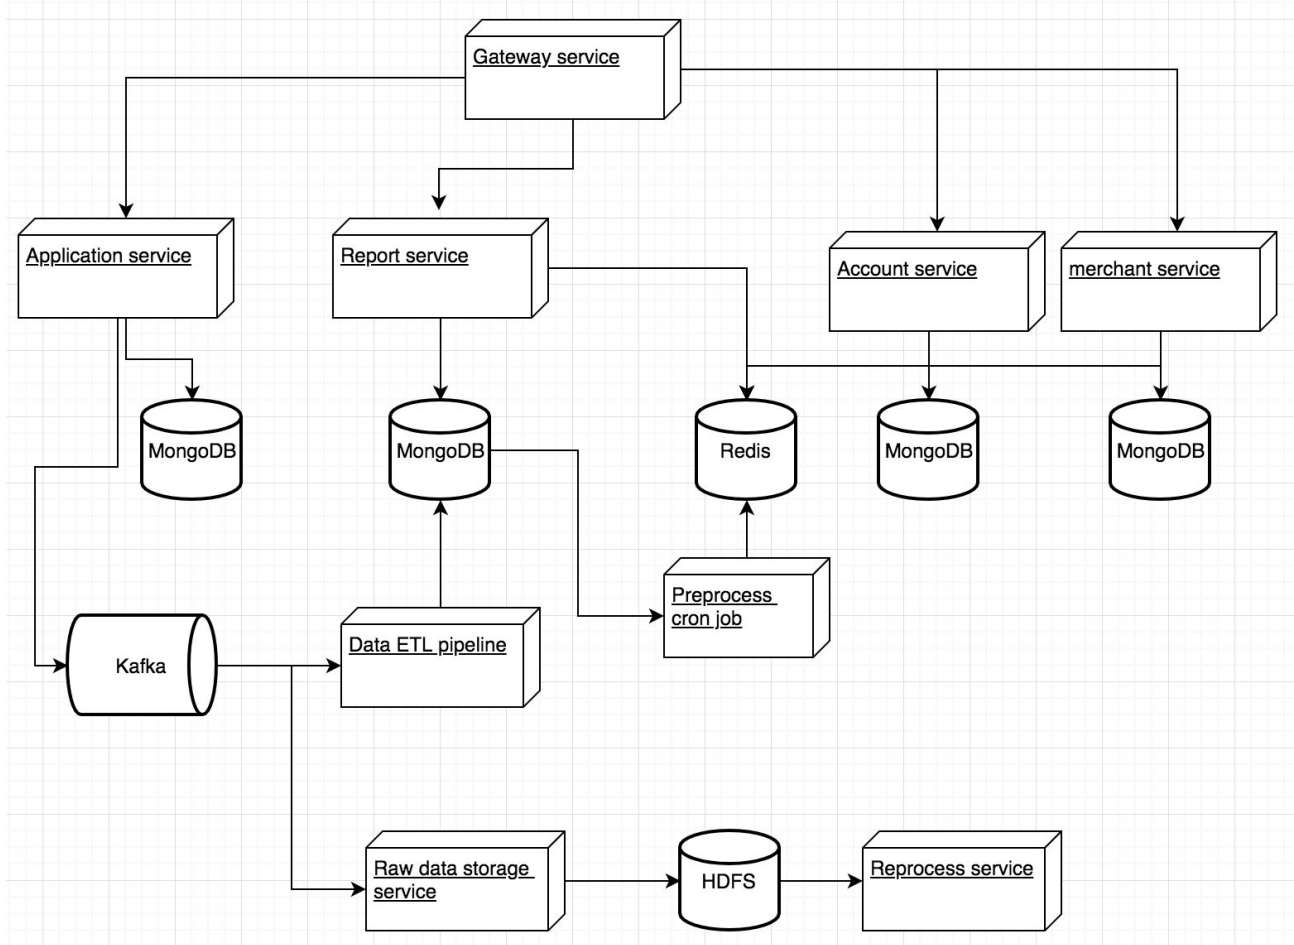 Gateway service
Application service
Report service
Account service
merchant service
MongoDB
MongoDB
Redis
MongoDB
MongoDB
Preprocess
cron job
Kafka
Data ETL pipeline
Raw data storage
service
HDFS
Reprocess service